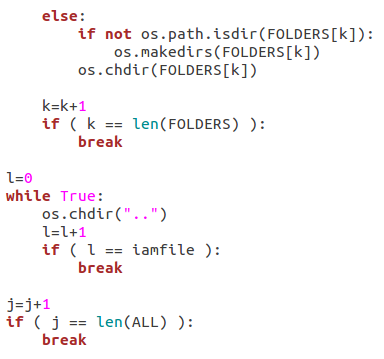 else:
        if not os.path.isdir(FOLDERS[k]):
            os.makedirs(FOLDERS[k])
        os.chdir(FOLDERS[k])

    k=k+1
    if ( k == len(FOLDERS) ):
        break

l=0
while True:
    os.chdir("..")
    l=l+1
    if ( l == iamfile ):
        break

j=j+1
if ( j == len(ALL) ):
    break